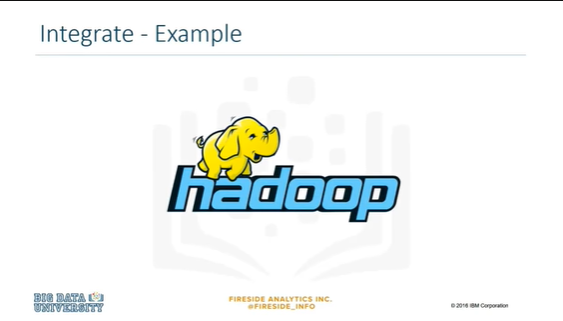 Integrate - Example
hadoop
BIG DATA
UNIVERSITY
FIRESIDE ANALYTICS INC.
@FIRESIDE_INFO
© 2016 IBM Corporation